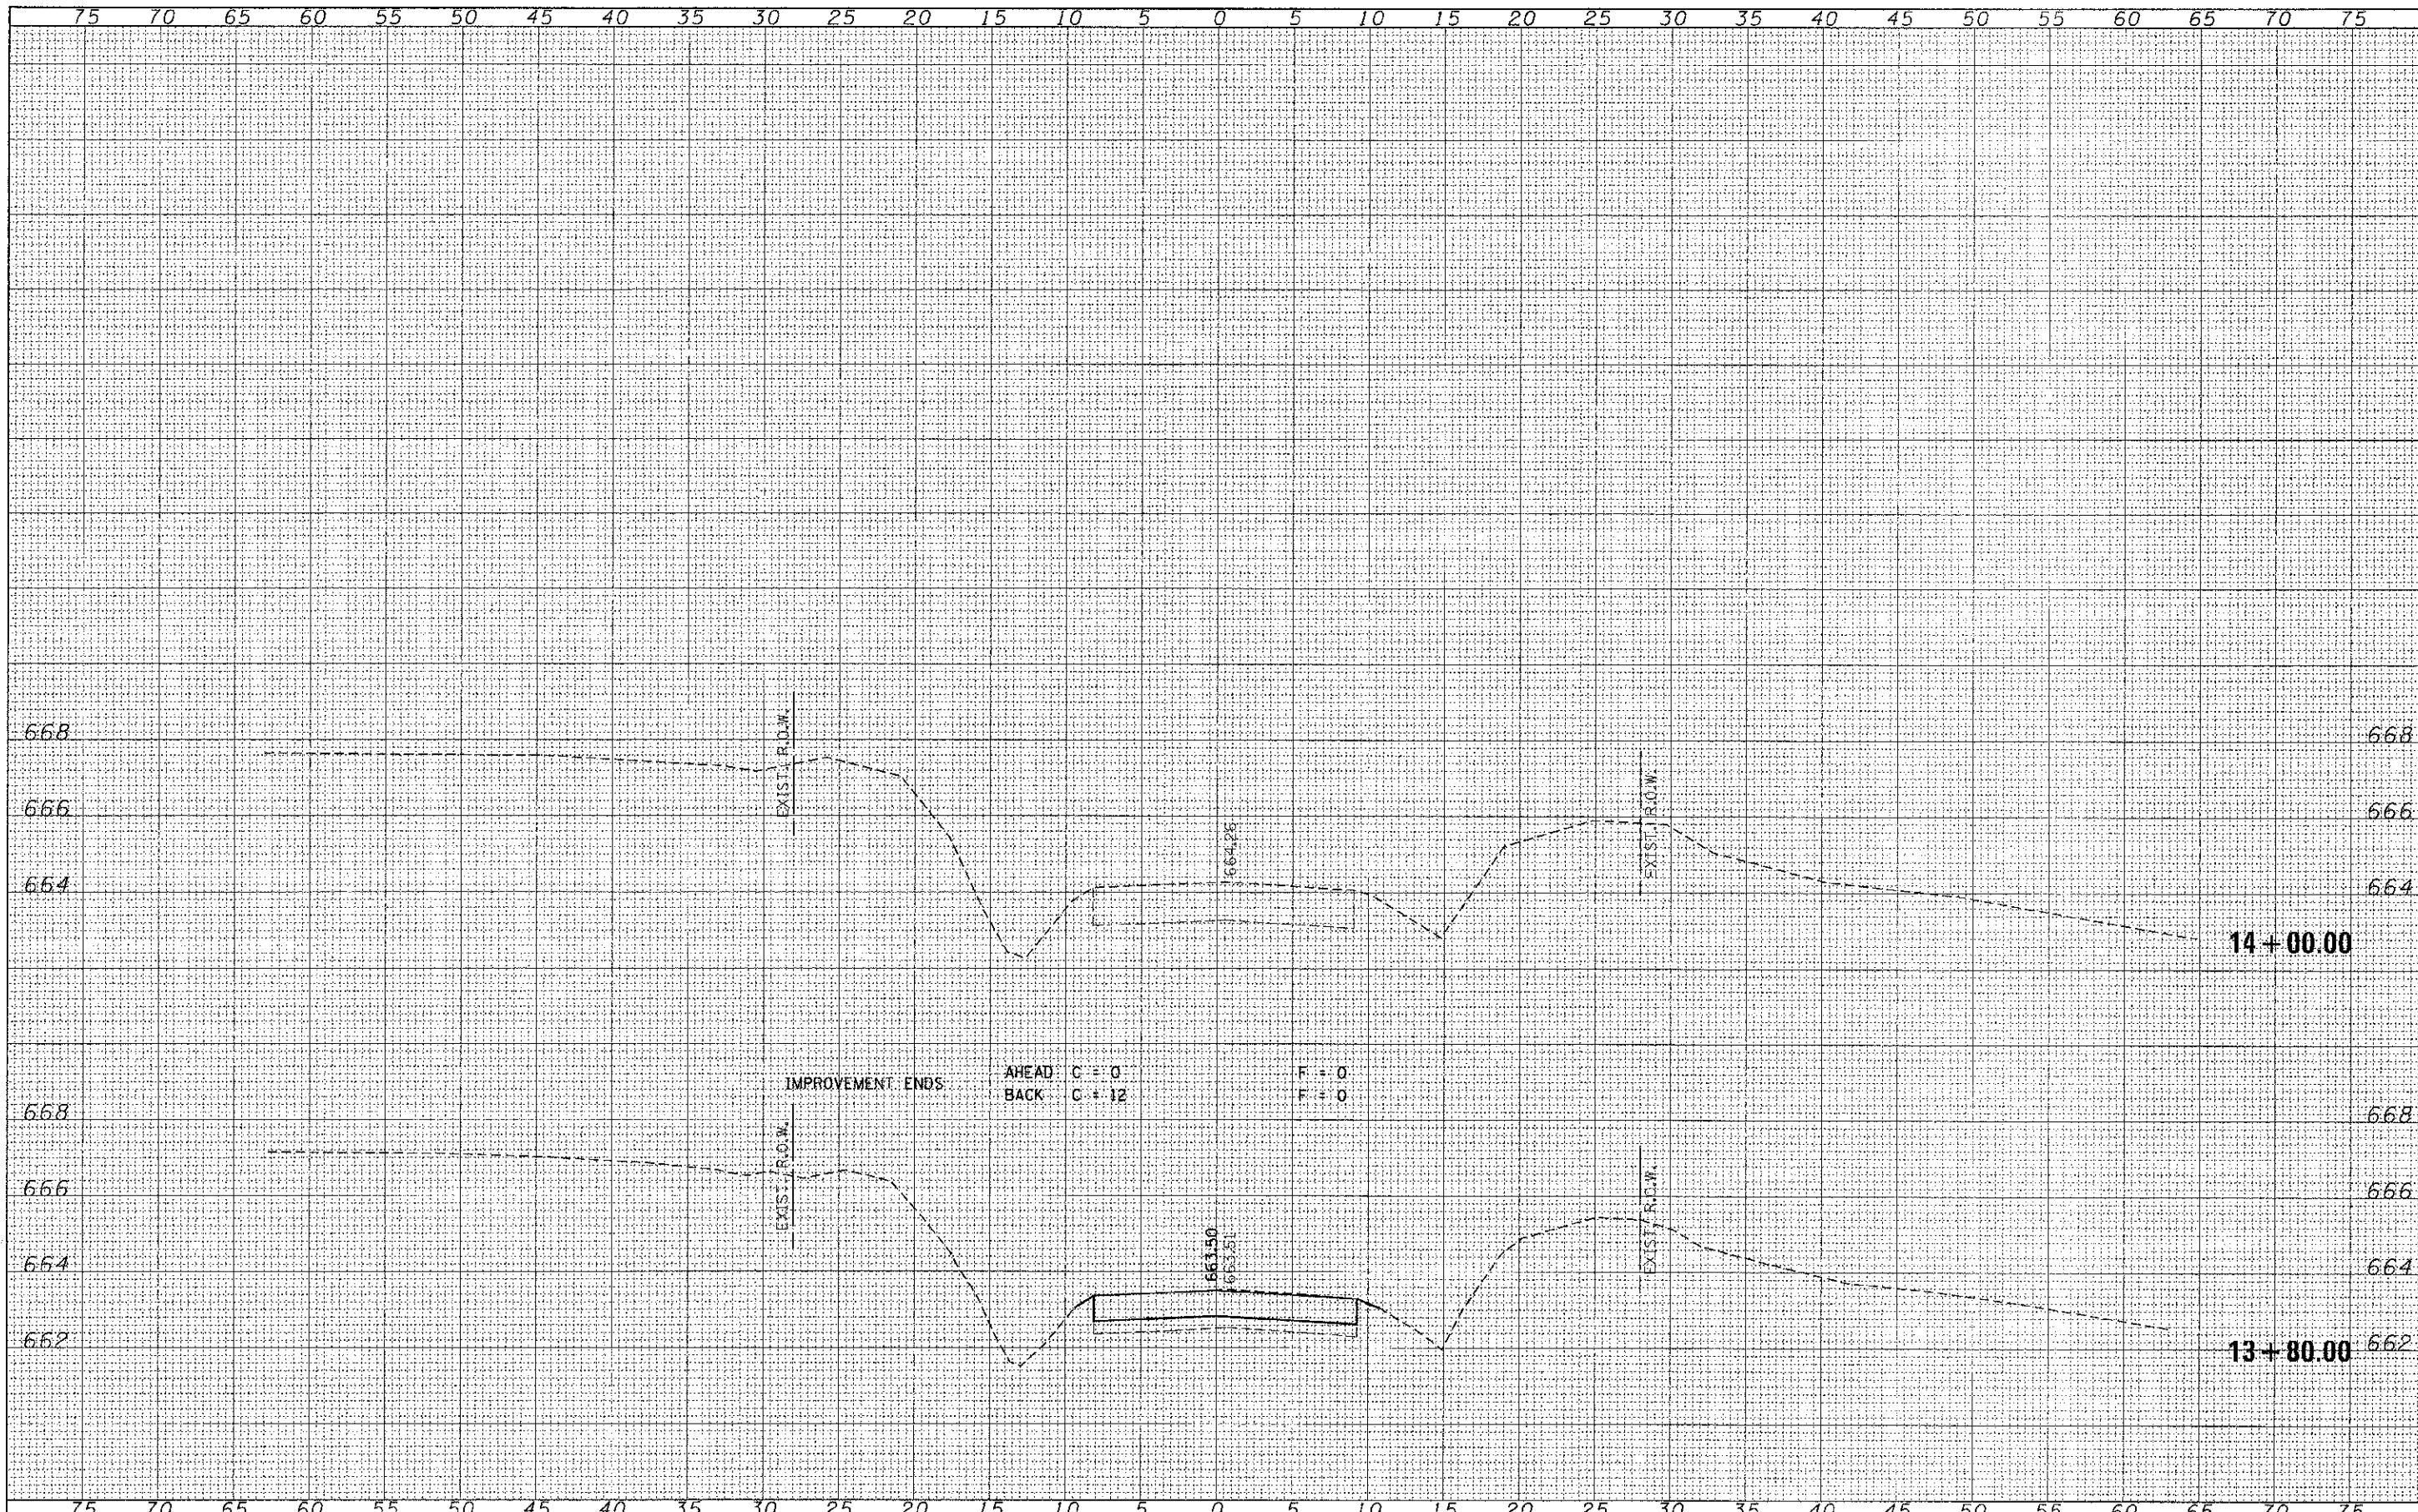 75 70 65 60 55 50 45 40 35 30 25 20 15 10 5 0 5 10 15 20 25 30 35 40 45 50 55 60 65 70 75
EXIST. R.O.W.
668 668
EXIST. R.O.W.
666 666
664.26
664 664
14+00.00
IMPROVEMENT ENDS
AHEAD C = 0 F = 0
BACK C = 12 F = 0
668 668
EXIST. R.O.W.
EXIST. R.O.W.
666 666
663.50
663.51
664 664
662 662
13+80.00
75 70 65 60 55 50 45 40 35 30 25 20 15 10 5 0 5 10 15 20 25 30 35 40 45 50 55 60 65 70 75